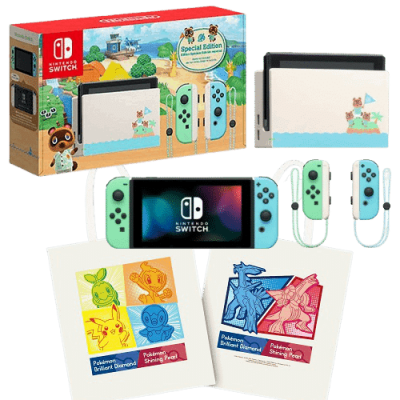 NINTENDO
SWITCH
Special Edition
NINTENDO
SWITCH
Pokémon
Brilliant Diamond
Pokémon
Shining Pearl
Pokémon
Brilliant Diamond
Pokémon
Shining Pearl